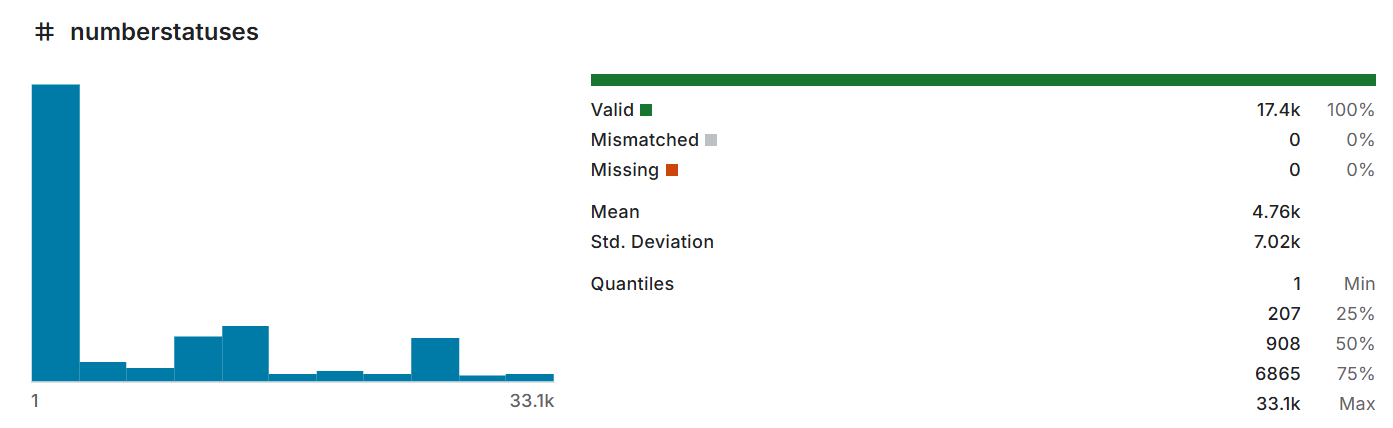 # numberstatuses
Valid 17.4k 100%
Mismatched 0 0%
Missing 0 0%
Mean 4.76k
Std. Deviation 7.02k
Quantiles 1 Min
207 25%
908 50%
6865 75%
33.1k Max
1 33.1k